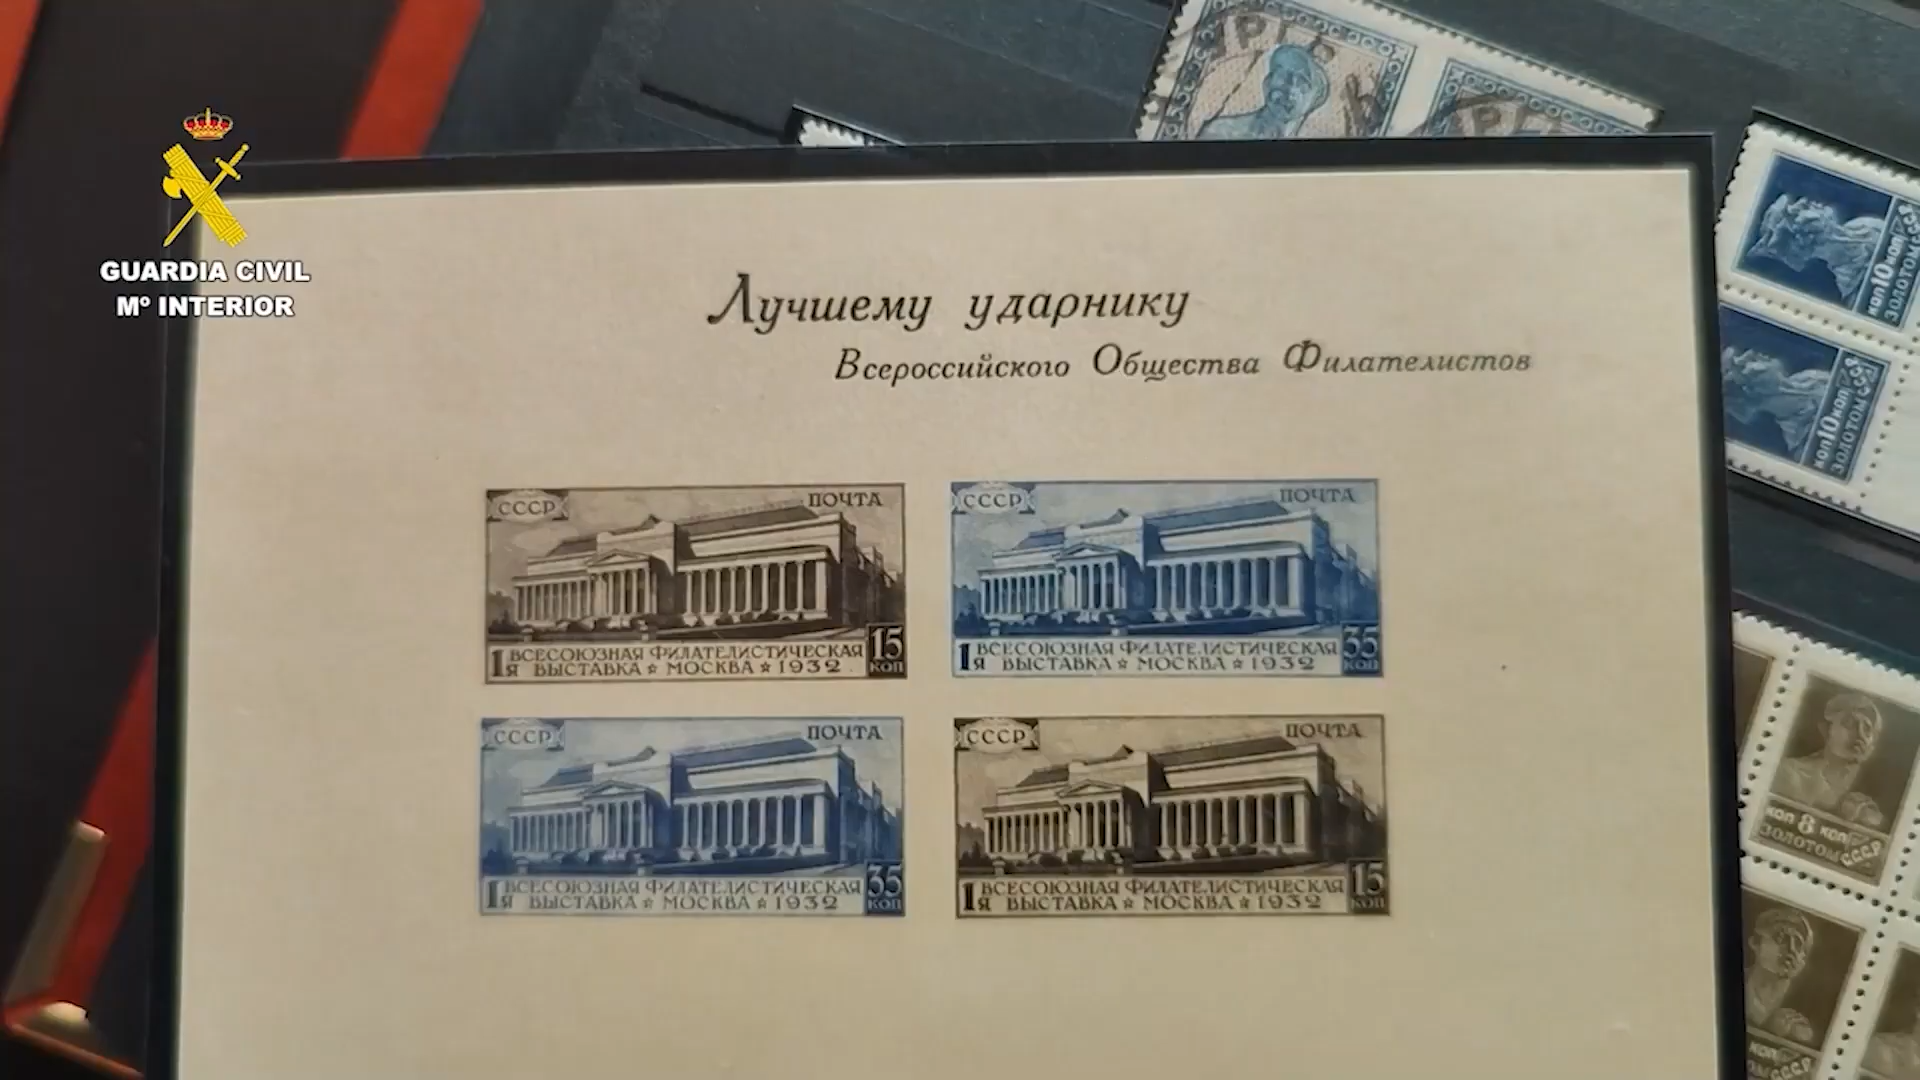 GUARDIA CIVIL
Mº INTERIOR
Лучшему ударнику
Всероссийского Общества Филателистов
СССР ПОЧТА
15 КОП
1я ВСЕСОЮЗНАЯ ФИЛАТЕЛИСТИЧЕСКАЯ
ВЫСТАВКА ☆ МОСКВА ☆ 1932
СССР ПОЧТА
35 КОП
1я ВСЕСОЮЗНАЯ ФИЛАТЕЛИСТИЧЕСКАЯ
ВЫСТАВКА ☆ МОСКВА ☆ 1932
СССР ПОЧТА
35 КОП
1я ВСЕСОЮЗНАЯ ФИЛАТЕЛИСТИЧЕСКАЯ
ВЫСТАВКА ☆ МОСКВА ☆ 1932
СССР ПОЧТА
15 КОП
1я ВСЕСОЮЗНАЯ ФИЛАТЕЛИСТИЧЕСКАЯ
ВЫСТАВКА ☆ МОСКВА ☆ 1932
КОП 10 КОП
ЗОЛОТОМ СССР
КОП 10 КОП
ЗОЛОТОМ СССР
КОП 8 КОП
ЗОЛОТОМ СССР
КОП
СССР